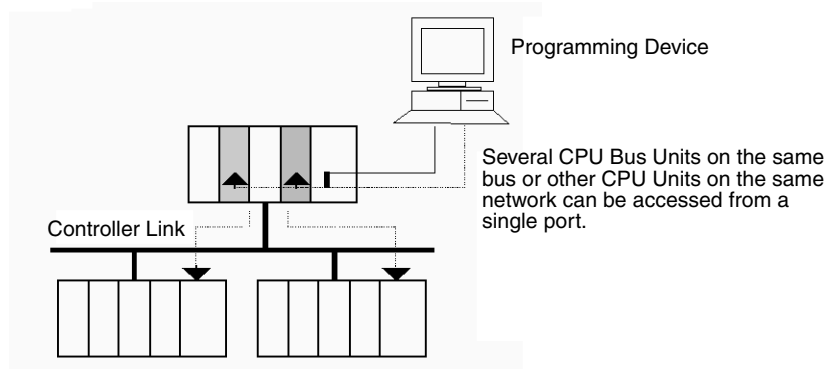 Programming Device
Several CPU Bus Units on the same
bus or other CPU Units on the same
network can be accessed from a
single port.
Controller Link